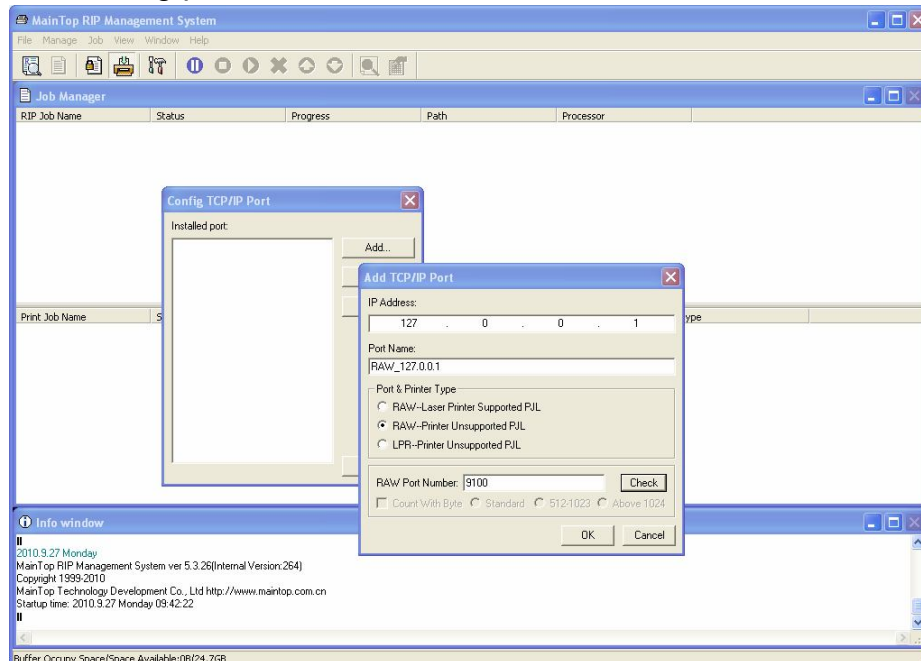 MainTop RIP Management System
File Manage Job View Window Help
Job Manager
RIP Job Name Status Progress Path Processor
Config TCP/IP Port
Installed port:
Add...
Add TCP/IP Port
IP Address:
127 . 0 . 0 . 1
Port Name:
RAW_127.0.0.1
Port & Printer Type
RAW--Laser Printer Supported PJL
RAW--Printer Unsupported PJL
LPR--Printer Unsupported PJL
RAW Port Number: 9100 Check
Count With Byte Standard 512-1023 Above 1024
OK Cancel
Print Job Name S ype
Info window
2010.9.27 Monday
MainTop RIP Management System ver 5.3.26(Internal Version:264)
Copyright 1999-2010
MainTop Technology Development Co., Ltd http://www.maintop.com.cn
Startup time: 2010.9.27 Monday 09:42:22
Buffer Occupy Space/Space Available:0B/24.7GB